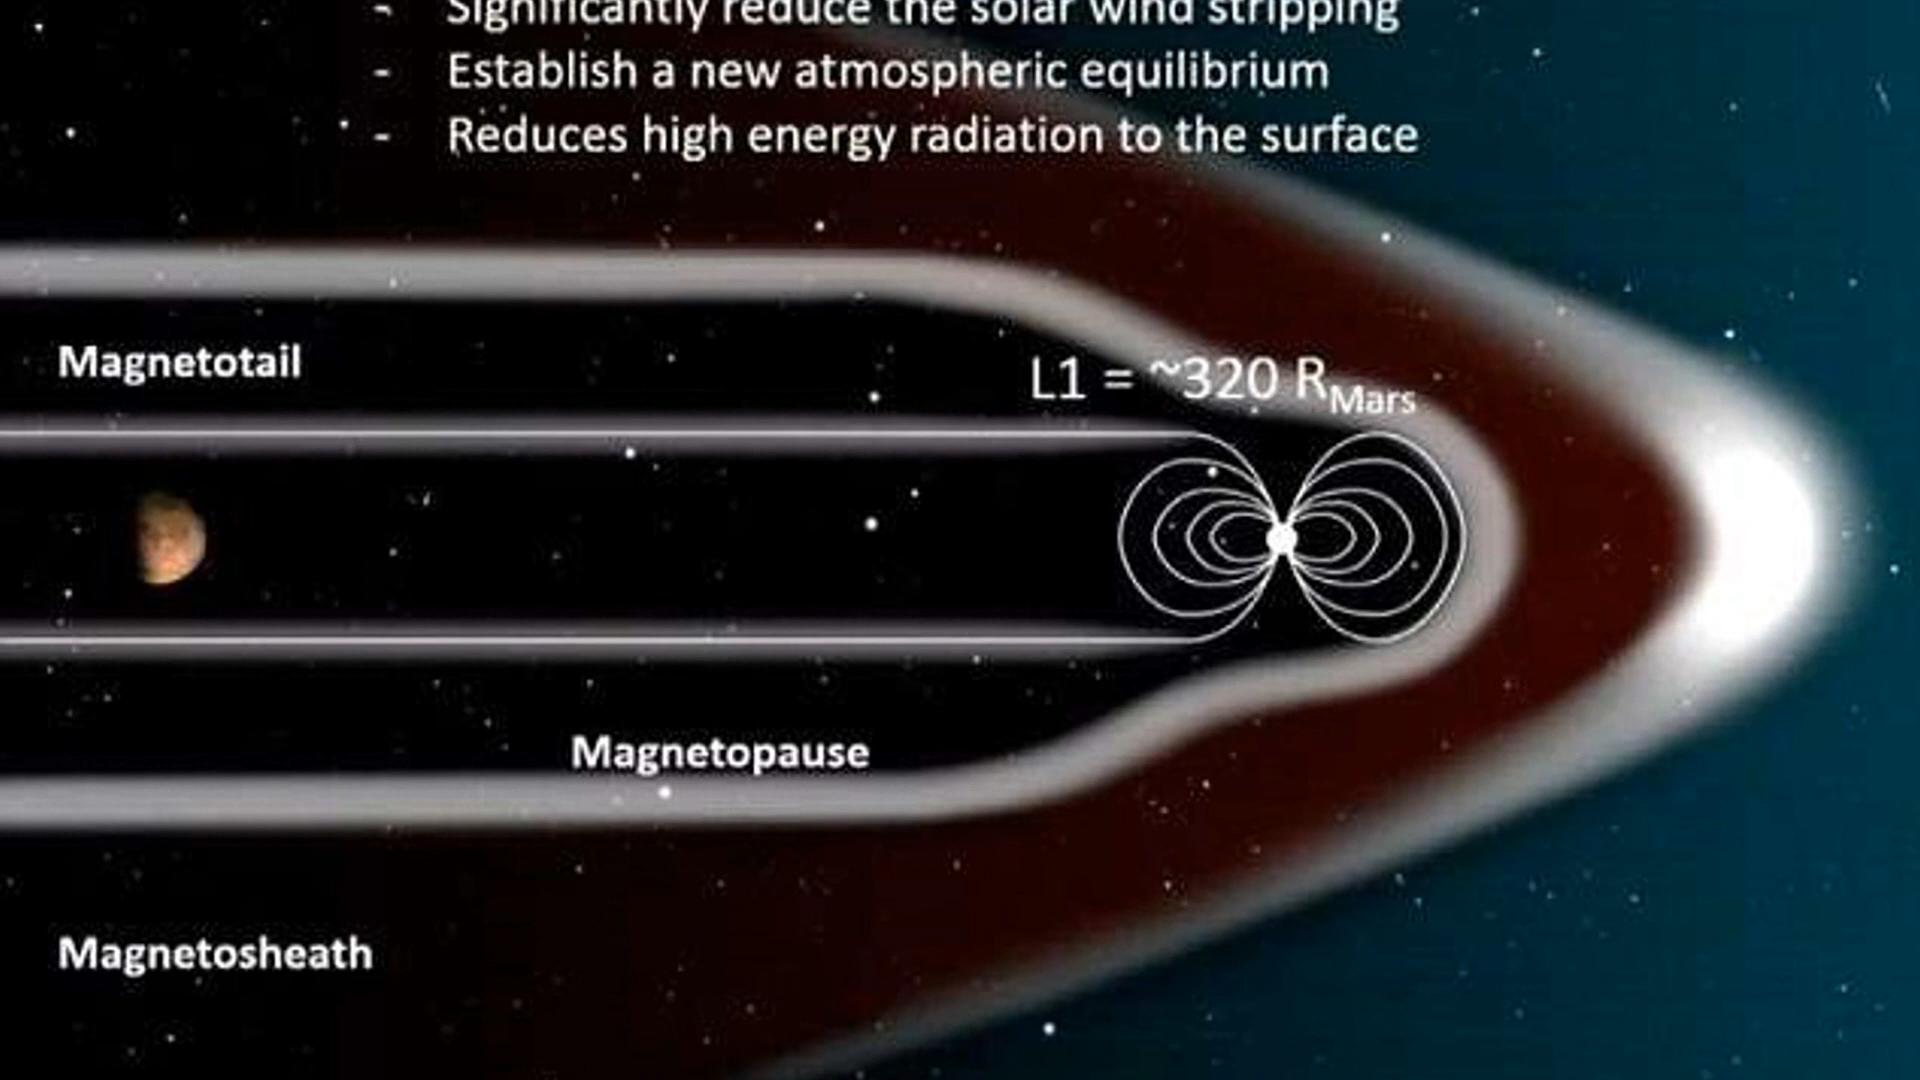 - Significantly reduce the solar wind stripping
- Establish a new atmospheric equilibrium
- Reduces high energy radiation to the surface
Magnetotail
L1 = ~320 RMars
Magnetopause
Magnetosheath